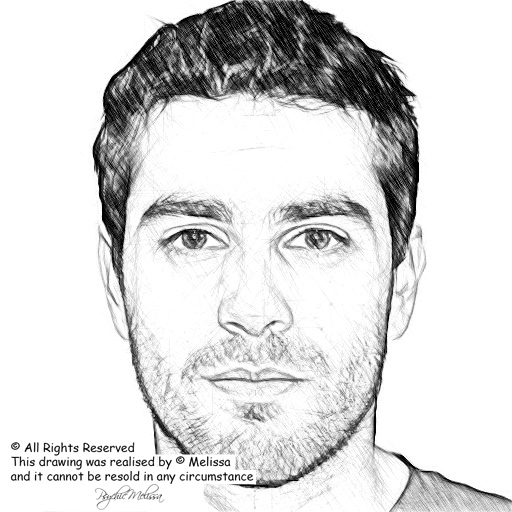 © All Rights Reserved
This drawing was realised by © Melissa
and it cannot be resold in any circumstance
Psychic Melissa